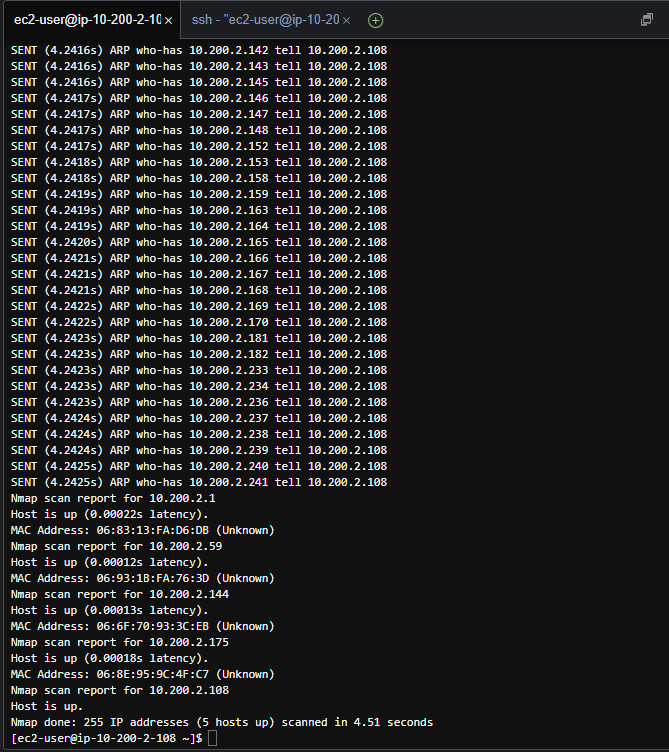 ec2-user@ip-10-200-2-10 × ssh - "ec2-user@ip-10-20 ×
SENT (4.2416s) ARP who-has 10.200.2.142 tell 10.200.2.108
SENT (4.2416s) ARP who-has 10.200.2.143 tell 10.200.2.108
SENT (4.2416s) ARP who-has 10.200.2.145 tell 10.200.2.108
SENT (4.2417s) ARP who-has 10.200.2.146 tell 10.200.2.108
SENT (4.2417s) ARP who-has 10.200.2.147 tell 10.200.2.108
SENT (4.2417s) ARP who-has 10.200.2.148 tell 10.200.2.108
SENT (4.2417s) ARP who-has 10.200.2.152 tell 10.200.2.108
SENT (4.2418s) ARP who-has 10.200.2.153 tell 10.200.2.108
SENT (4.2418s) ARP who-has 10.200.2.158 tell 10.200.2.108
SENT (4.2419s) ARP who-has 10.200.2.159 tell 10.200.2.108
SENT (4.2419s) ARP who-has 10.200.2.163 tell 10.200.2.108
SENT (4.2419s) ARP who-has 10.200.2.164 tell 10.200.2.108
SENT (4.2420s) ARP who-has 10.200.2.165 tell 10.200.2.108
SENT (4.2421s) ARP who-has 10.200.2.166 tell 10.200.2.108
SENT (4.2421s) ARP who-has 10.200.2.167 tell 10.200.2.108
SENT (4.2421s) ARP who-has 10.200.2.168 tell 10.200.2.108
SENT (4.2422s) ARP who-has 10.200.2.169 tell 10.200.2.108
SENT (4.2422s) ARP who-has 10.200.2.170 tell 10.200.2.108
SENT (4.2423s) ARP who-has 10.200.2.181 tell 10.200.2.108
SENT (4.2423s) ARP who-has 10.200.2.182 tell 10.200.2.108
SENT (4.2423s) ARP who-has 10.200.2.233 tell 10.200.2.108
SENT (4.2423s) ARP who-has 10.200.2.234 tell 10.200.2.108
SENT (4.2423s) ARP who-has 10.200.2.236 tell 10.200.2.108
SENT (4.2424s) ARP who-has 10.200.2.237 tell 10.200.2.108
SENT (4.2424s) ARP who-has 10.200.2.238 tell 10.200.2.108
SENT (4.2424s) ARP who-has 10.200.2.239 tell 10.200.2.108
SENT (4.2425s) ARP who-has 10.200.2.240 tell 10.200.2.108
SENT (4.2425s) ARP who-has 10.200.2.241 tell 10.200.2.108
Nmap scan report for 10.200.2.1
Host is up (0.00022s latency).
MAC Address: 06:83:13:FA:D6:DB (Unknown)
Nmap scan report for 10.200.2.59
Host is up (0.00012s latency).
MAC Address: 06:93:1B:FA:76:3D (Unknown)
Nmap scan report for 10.200.2.144
Host is up (0.00013s latency).
MAC Address: 06:6F:70:93:3C:EB (Unknown)
Nmap scan report for 10.200.2.175
Host is up (0.00018s latency).
MAC Address: 06:8E:95:9C:4F:C7 (Unknown)
Nmap scan report for 10.200.2.108
Host is up.
Nmap done: 255 IP addresses (5 hosts up) scanned in 4.51 seconds
[ec2-user@ip-10-200-2-108 ~]$